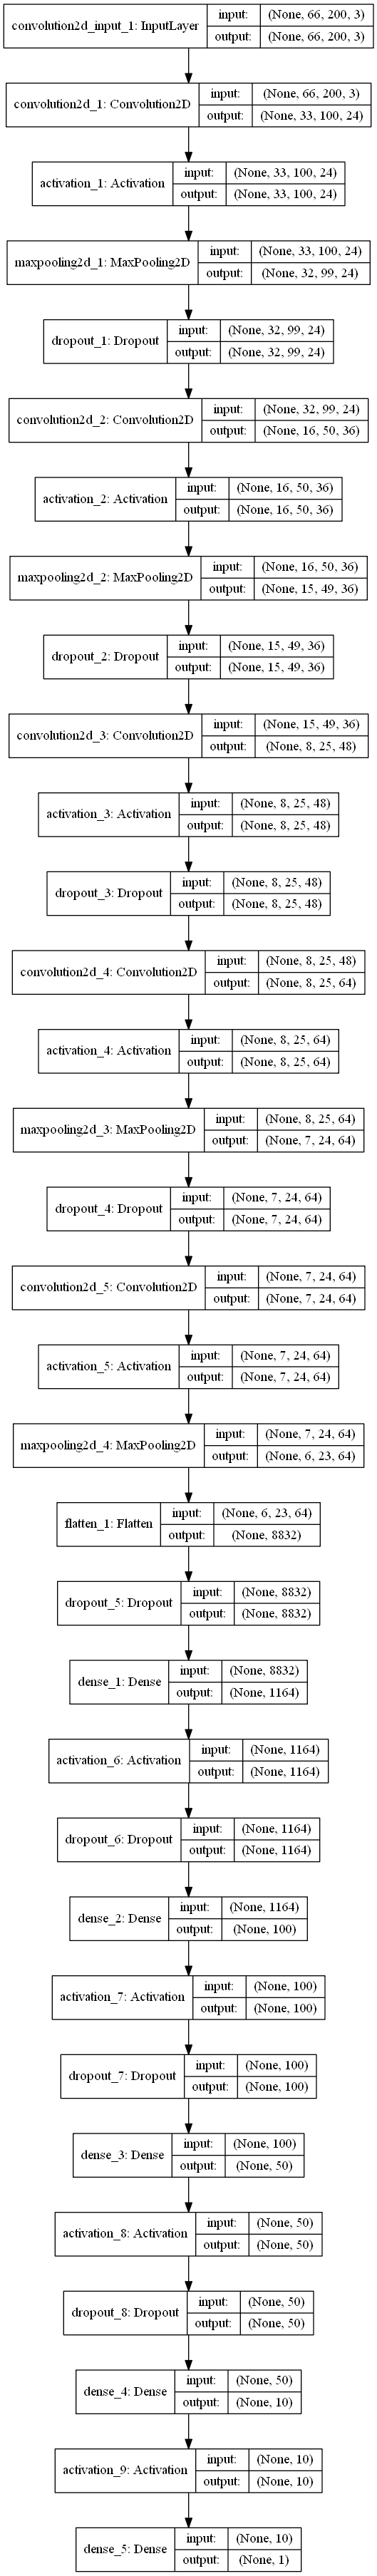 convolution2d_input_1: InputLayer
input: (None, 66, 200, 3)
output: (None, 66, 200, 3)
convolution2d_1: Convolution2D
input: (None, 66, 200, 3)
output: (None, 33, 100, 24)
activation_1: Activation
input: (None, 33, 100, 24)
output: (None, 33, 100, 24)
maxpooling2d_1: MaxPooling2D
input: (None, 33, 100, 24)
output: (None, 32, 99, 24)
dropout_1: Dropout
input: (None, 32, 99, 24)
output: (None, 32, 99, 24)
convolution2d_2: Convolution2D
input: (None, 32, 99, 24)
output: (None, 16, 50, 36)
activation_2: Activation
input: (None, 16, 50, 36)
output: (None, 16, 50, 36)
maxpooling2d_2: MaxPooling2D
input: (None, 16, 50, 36)
output: (None, 15, 49, 36)
dropout_2: Dropout
input: (None, 15, 49, 36)
output: (None, 15, 49, 36)
convolution2d_3: Convolution2D
input: (None, 15, 49, 36)
output: (None, 8, 25, 48)
activation_3: Activation
input: (None, 8, 25, 48)
output: (None, 8, 25, 48)
dropout_3: Dropout
input: (None, 8, 25, 48)
output: (None, 8, 25, 48)
convolution2d_4: Convolution2D
input: (None, 8, 25, 48)
output: (None, 8, 25, 64)
activation_4: Activation
input: (None, 8, 25, 64)
output: (None, 8, 25, 64)
maxpooling2d_3: MaxPooling2D
input: (None, 8, 25, 64)
output: (None, 7, 24, 64)
dropout_4: Dropout
input: (None, 7, 24, 64)
output: (None, 7, 24, 64)
convolution2d_5: Convolution2D
input: (None, 7, 24, 64)
output: (None, 7, 24, 64)
activation_5: Activation
input: (None, 7, 24, 64)
output: (None, 7, 24, 64)
maxpooling2d_4: MaxPooling2D
input: (None, 7, 24, 64)
output: (None, 6, 23, 64)
flatten_1: Flatten
input: (None, 6, 23, 64)
output: (None, 8832)
dropout_5: Dropout
input: (None, 8832)
output: (None, 8832)
dense_1: Dense
input: (None, 8832)
output: (None, 1164)
activation_6: Activation
input: (None, 1164)
output: (None, 1164)
dropout_6: Dropout
input: (None, 1164)
output: (None, 1164)
dense_2: Dense
input: (None, 1164)
output: (None, 100)
activation_7: Activation
input: (None, 100)
output: (None, 100)
dropout_7: Dropout
input: (None, 100)
output: (None, 100)
dense_3: Dense
input: (None, 100)
output: (None, 50)
activation_8: Activation
input: (None, 50)
output: (None, 50)
dropout_8: Dropout
input: (None, 50)
output: (None, 50)
dense_4: Dense
input: (None, 50)
output: (None, 10)
activation_9: Activation
input: (None, 10)
output: (None, 10)
dense_5: Dense
input: (None, 10)
output: (None, 1)